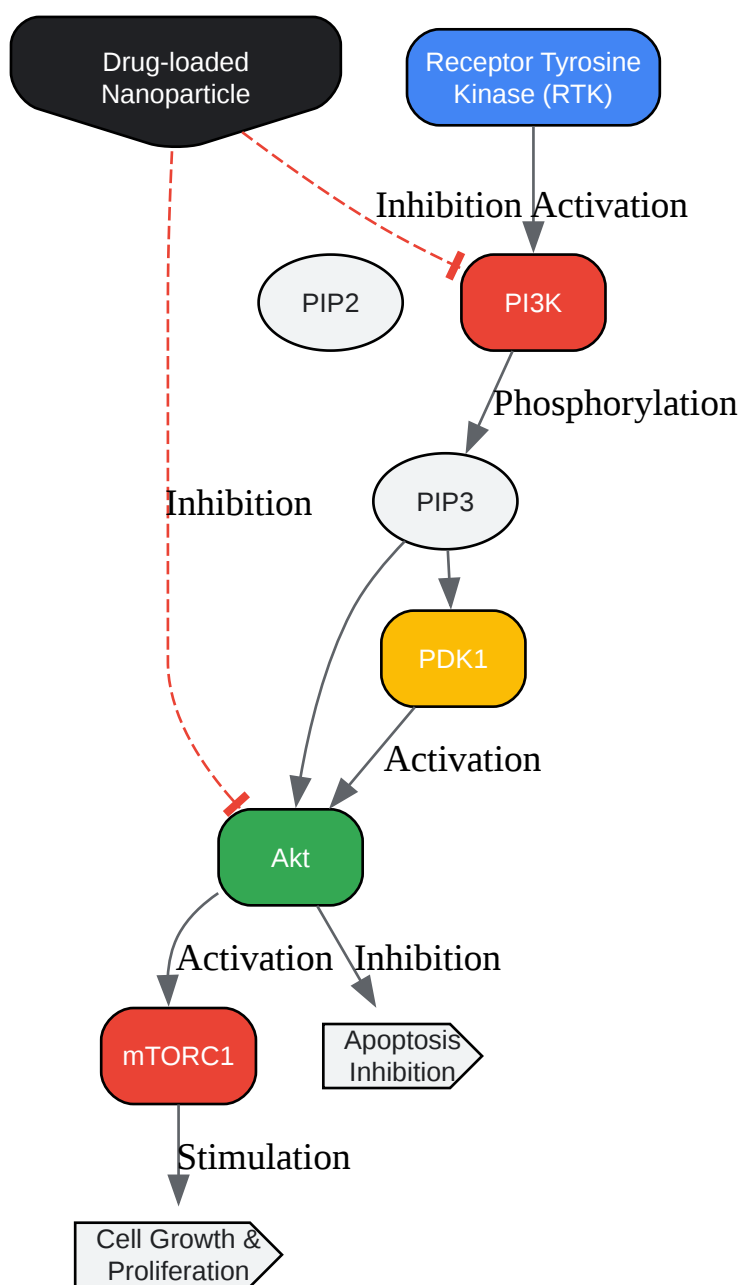 Drug-loaded
Nanoparticle
Receptor Tyrosine
Kinase (RTK)
Inhibition
Activation
PIP2
PI3K
Phosphorylation
PIP3
Inhibition
PDK1
Activation
Akt
Activation
Inhibition
mTORC1
Apoptosis
Inhibition
Stimulation
Cell Growth &
Proliferation